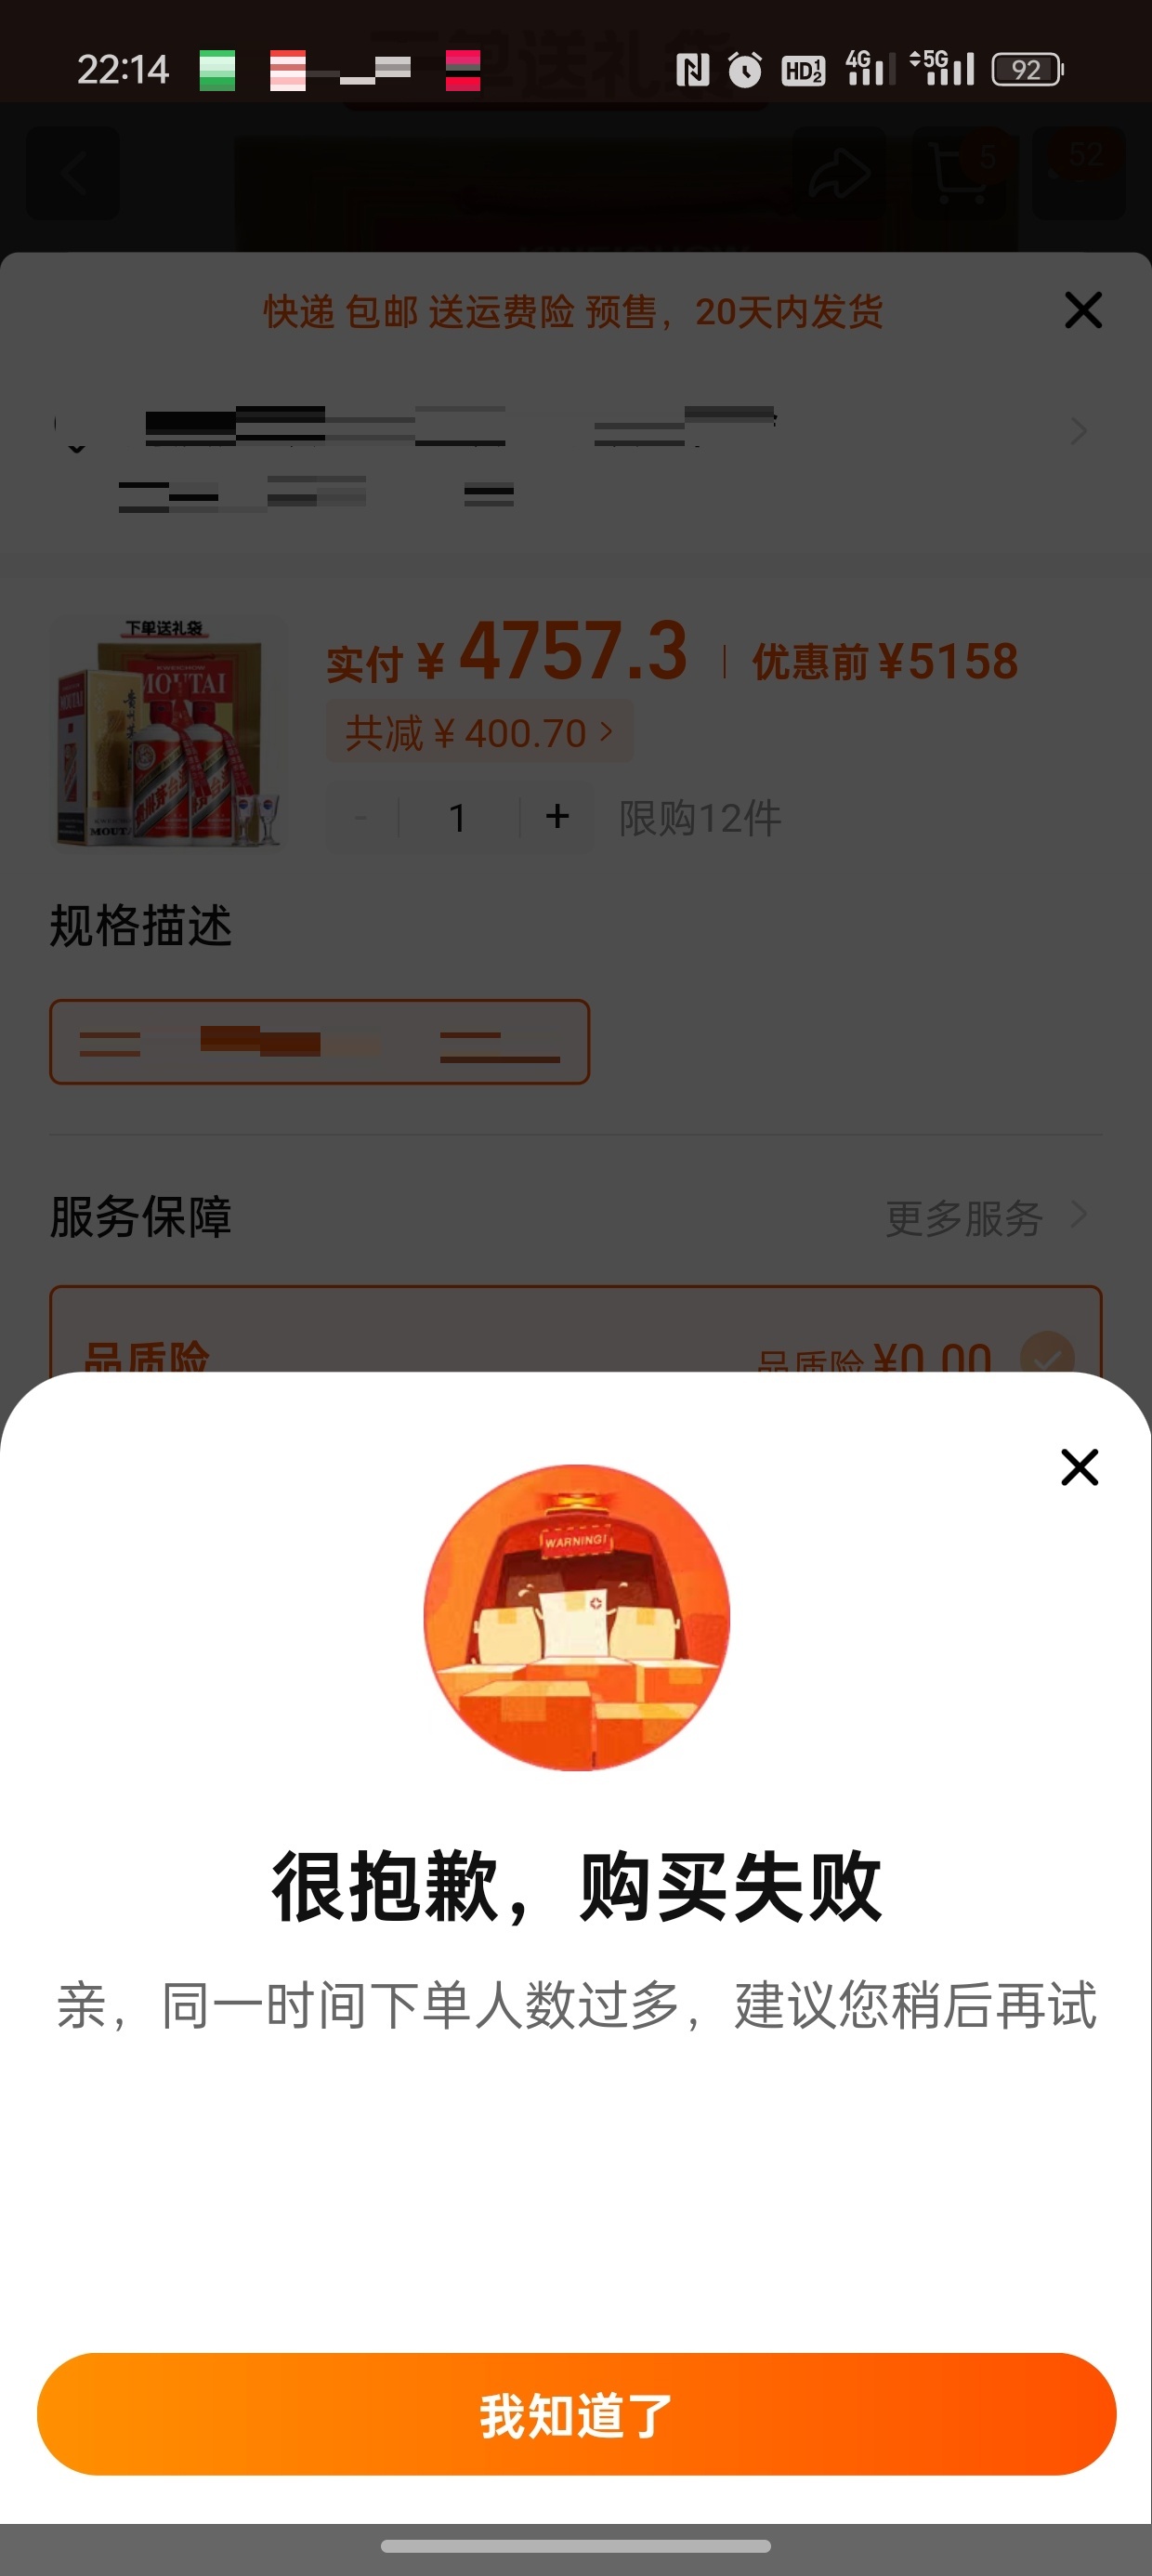 22:14
HD 1 2 4G 5G 92
5 52
快递 包邮 送运费险 预售，20天内发货
下单送礼袋
MOUTAI
实付 ¥ 4757.3 优惠前 ¥5158
共减 ¥ 400.70 >
- 1 + 限购12件
规格描述
服务保障 更多服务
品质险 品质险 ¥0.00
WARNING!
很抱歉，购买失败
亲，同一时间下单人数过多，建议您稍后再试
我知道了